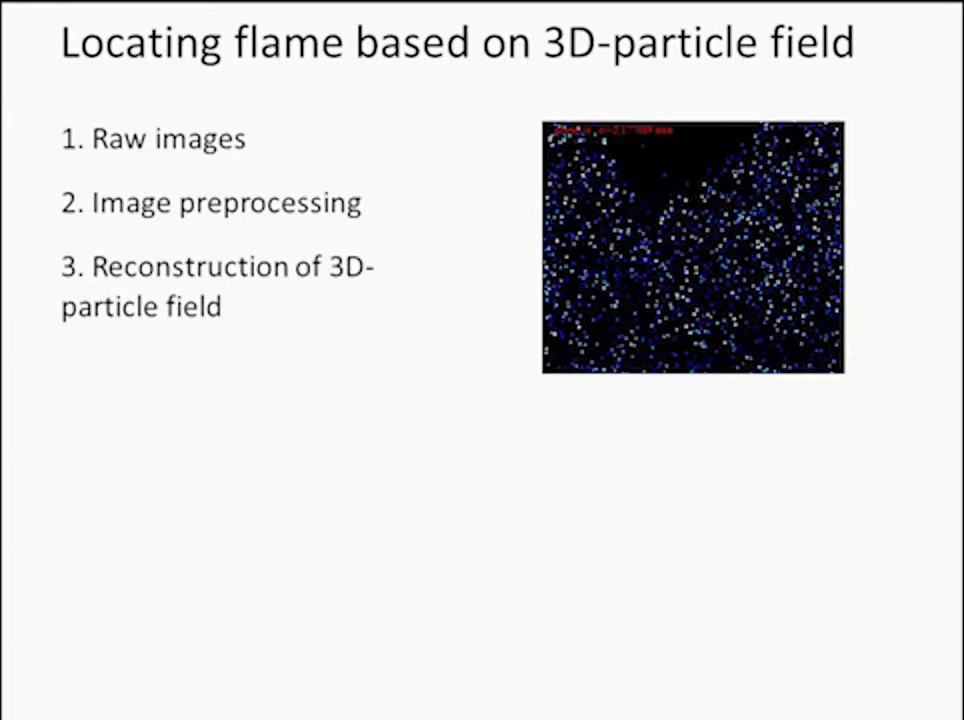 Locating flame based on 3D-particle field
1. Raw images
2. Image preprocessing
3. Reconstruction of 3D-
particle field